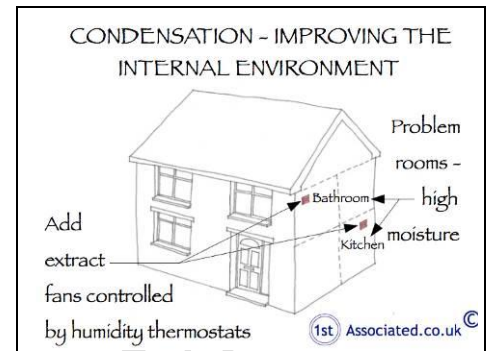 CONDENSATION ~ IMPROVING THE
INTERNAL ENVIRONMENT
Problem
rooms ~
high
moisture
Bathroom
Kitchen
Add
extract
fans controlled
by humidity thermostats
1st Associated.co.uk ©